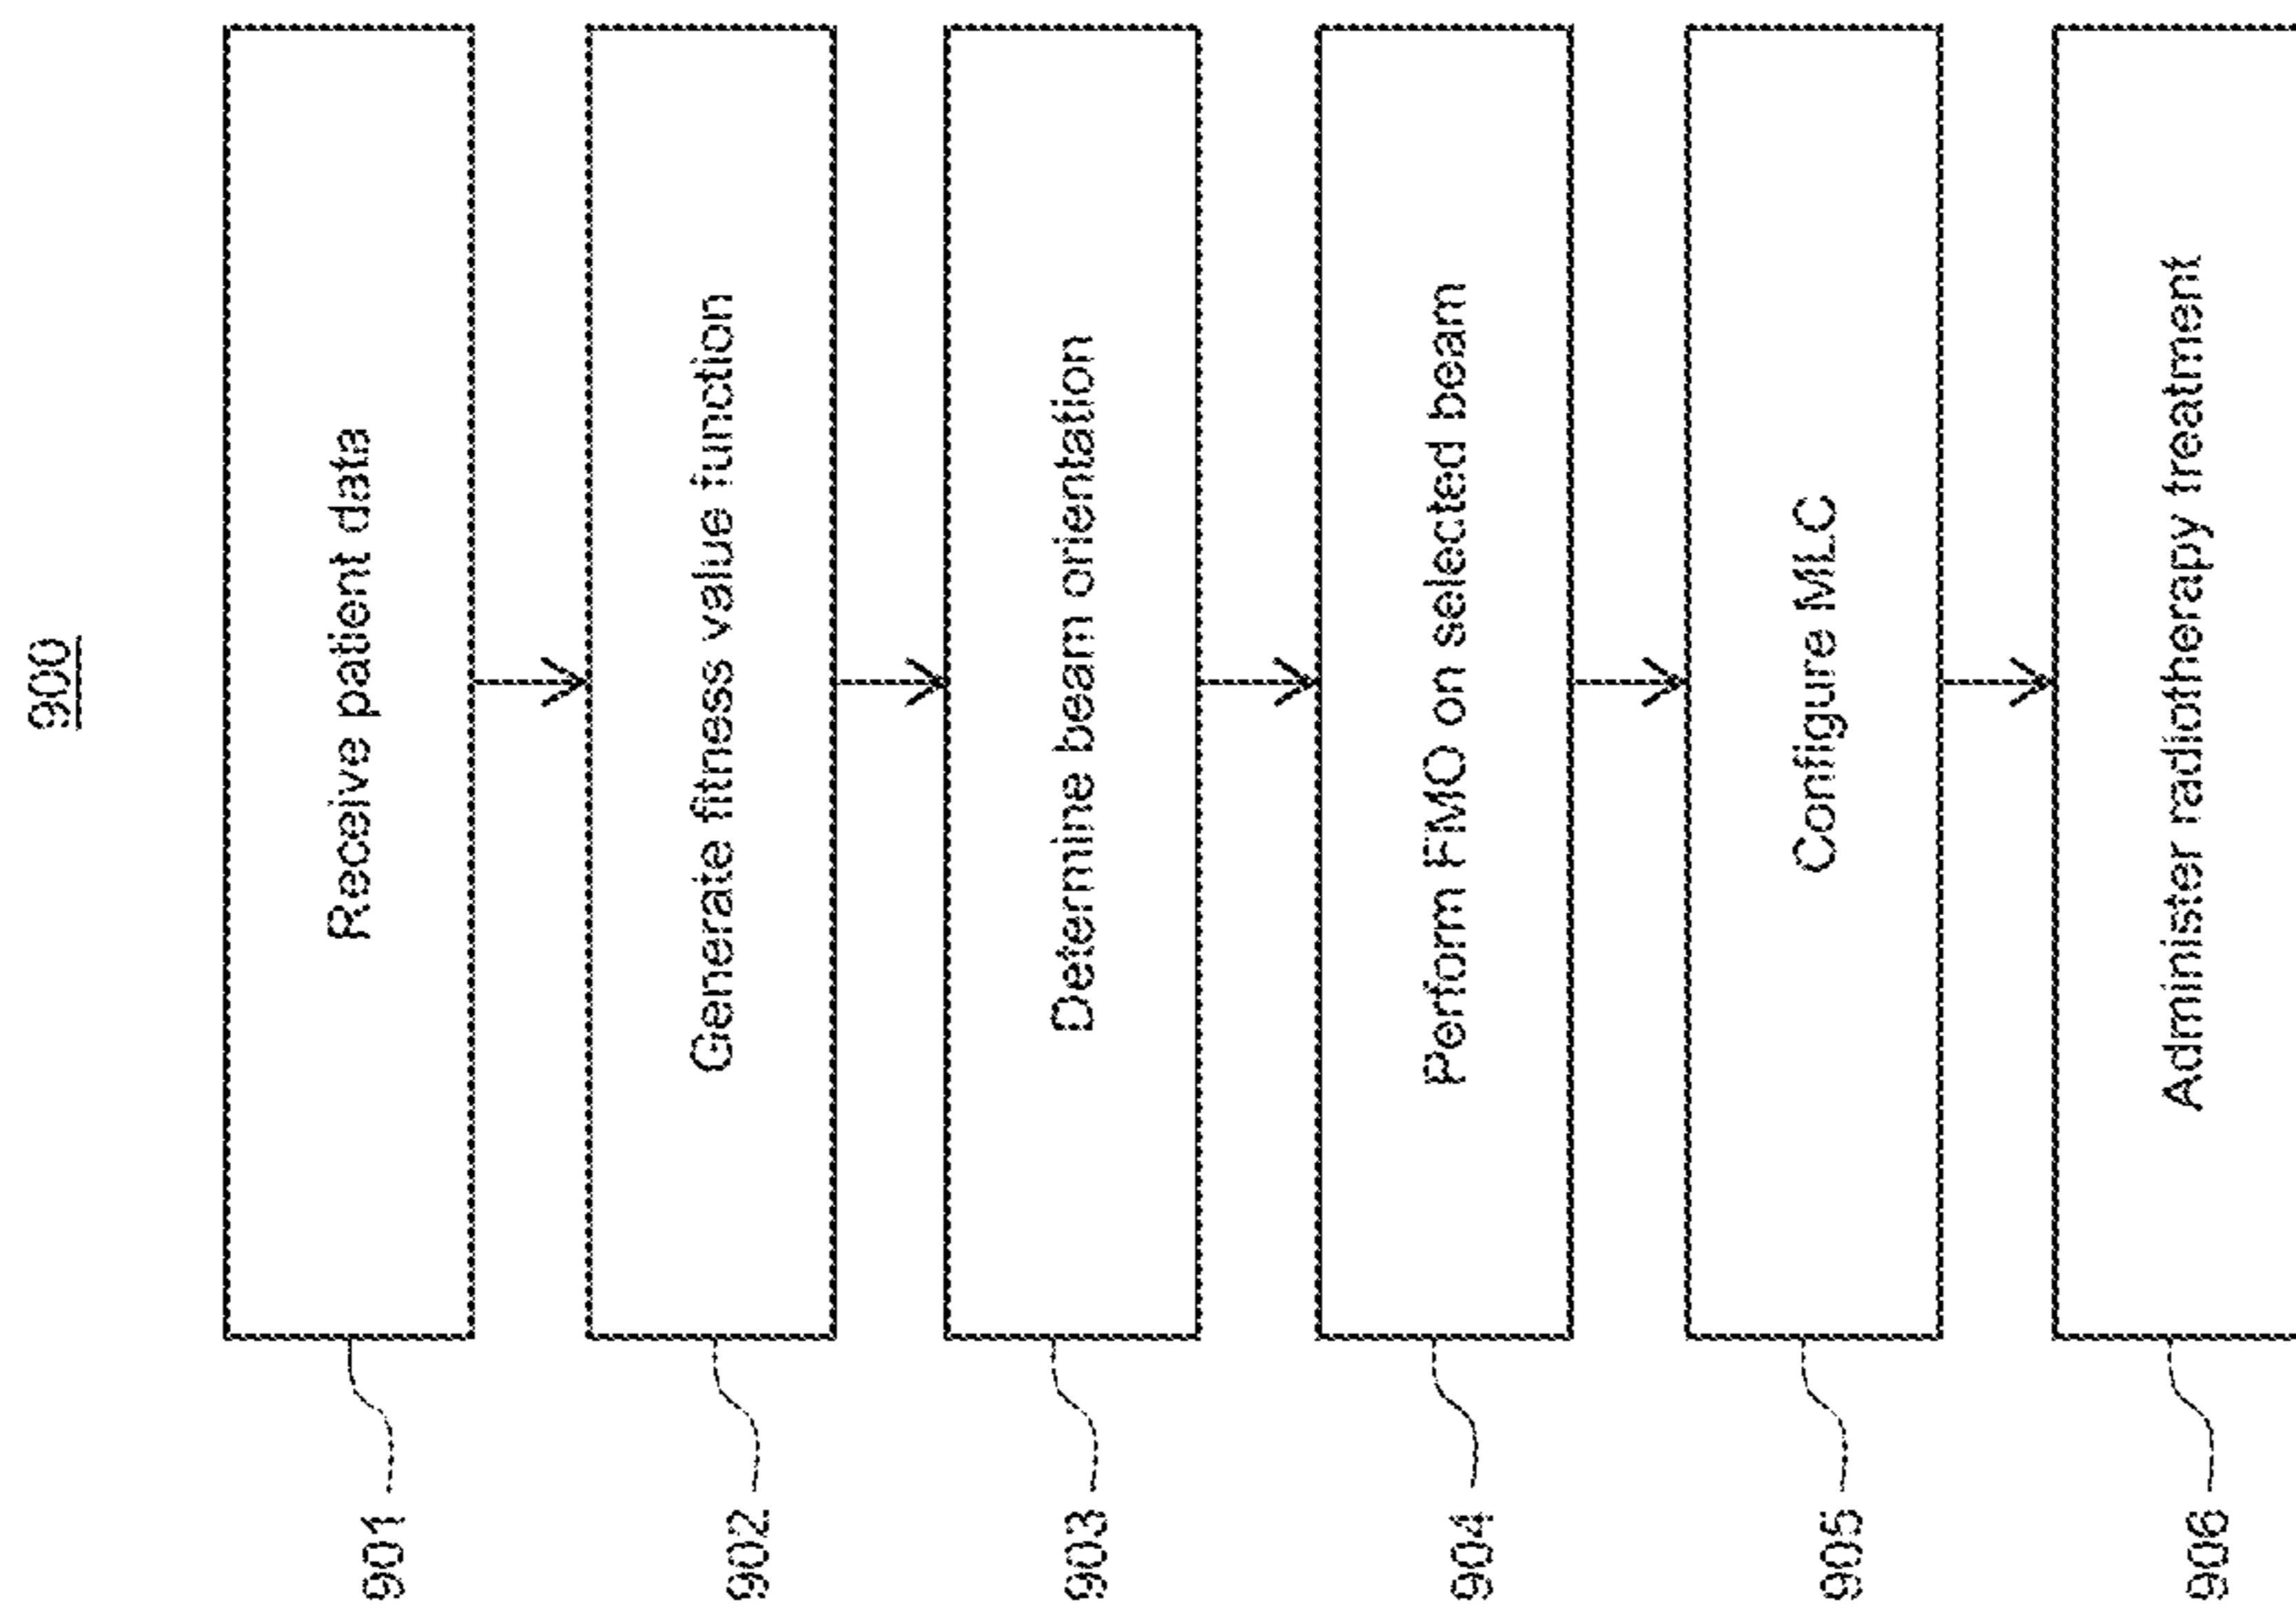 900
901
Receive patient data
902
Generate fitness value function
903
Determine beam orientation
904
Perform FMO on selected beam
905
Configure MLC
906
Administer radiotherapy treatment